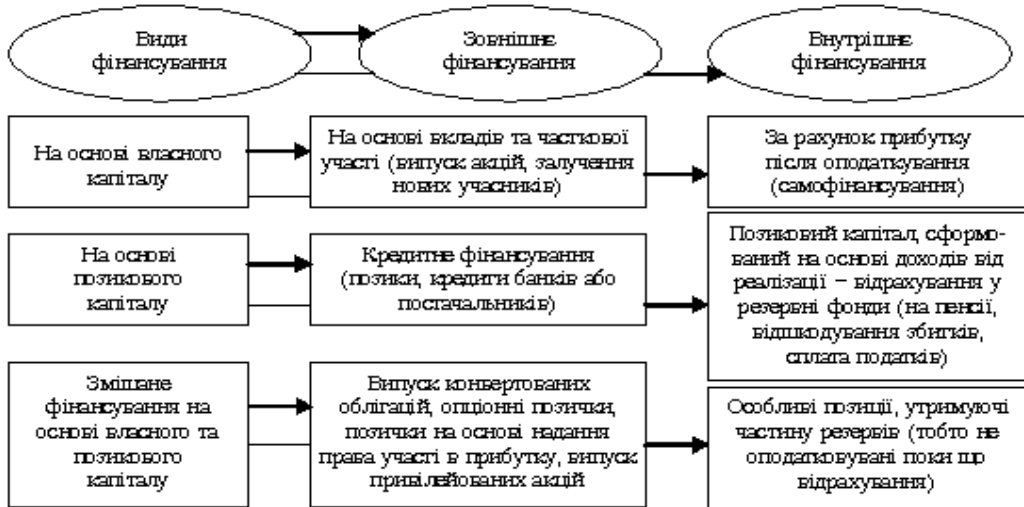 Види
фінансування
Зовнішнє
фінансування
Внутрішнє
фінансування
На основі власного
капіталу
На основі вкладів та часткової
участі (випуск акцій, залучення
нових учасників)
За рахунок прибутку
після оподаткування
(самофінансування)
На основі
позикового
капіталу
Кредитне фінансування
(позики, кредити банків або
постачальників)
Позиковий капітал, сформо-
ваний на основі доходів від
реалізації – відрахування у
резервні фонди (на пенсії,
відшкодування збитків,
сплата податків)
Змішане
фінансування на
основі власного та
позикового
капіталу
Випуск конвертованих
облігацій, опціонні позички,
позички на основі надання
права участі в прибутку, випуск
привілейованих акцій
Особливі позиції, утримуючі
частину резервів (тобто не
оподатковувані поки що
відрахування)